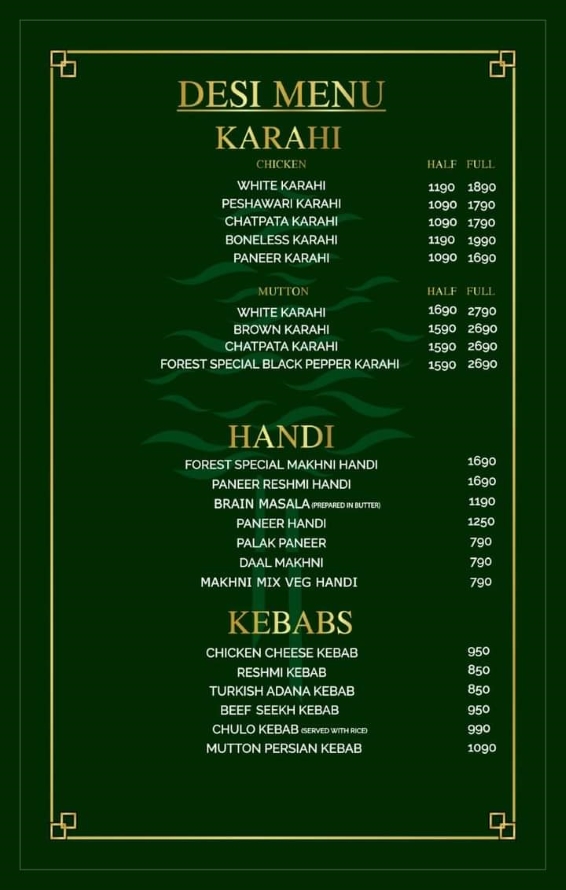 DESI MENU
KARAHI
CHICKEN HALF FULL
WHITE KARAHI 1190 1890
PESHAWARI KARAHI 1090 1790
CHATPATA KARAHI 1090 1790
BONELESS KARAHI 1190 1990
PANEER KARAHI 1090 1690
MUTTON HALF FULL
WHITE KARAHI 1690 2790
BROWN KARAHI 1590 2690
CHATPATA KARAHI 1590 2690
FOREST SPECIAL BLACK PEPPER KARAHI 1590 2690
HANDI
FOREST SPECIAL MAKHNI HANDI 1690
PANEER RESHMI HANDI 1690
BRAIN MASALA (PREPARED IN BUTTER) 1190
PANEER HANDI 1250
PALAK PANEER 790
DAAL MAKHNI 790
MAKHNI MIX VEG HANDI 790
KEBABS
CHICKEN CHEESE KEBAB 950
RESHMI KEBAB 850
TURKISH ADANA KEBAB 850
BEEF SEEKH KEBAB 950
CHULO KEBAB (SERVED WITH RICE) 990
MUTTON PERSIAN KEBAB 1090